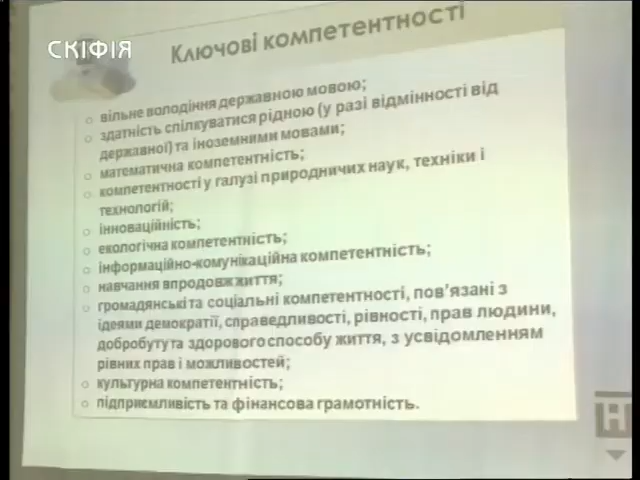 СКІФІЯ
Ключові компетентності
вільне володіння державною мовою;
здатність спілкуватися рідною (у разі відмінності від
державної) та іноземними мовами;
математична компетентність;
компетентності у галузі природничих наук, техніки і
технологій;
інноваційність;
екологічна компетентність;
інформаційно-комунікаційна компетентність;
навчання впродовж життя;
громадянські та соціальні компетентності, пов’язані з
ідеями демократії, справедливості, рівності, прав людини,
добробуту та здорового способу життя, з усвідомленням
рівних прав і можливостей;
культурна компетентність;
підприємливість та фінансова грамотність.
Н